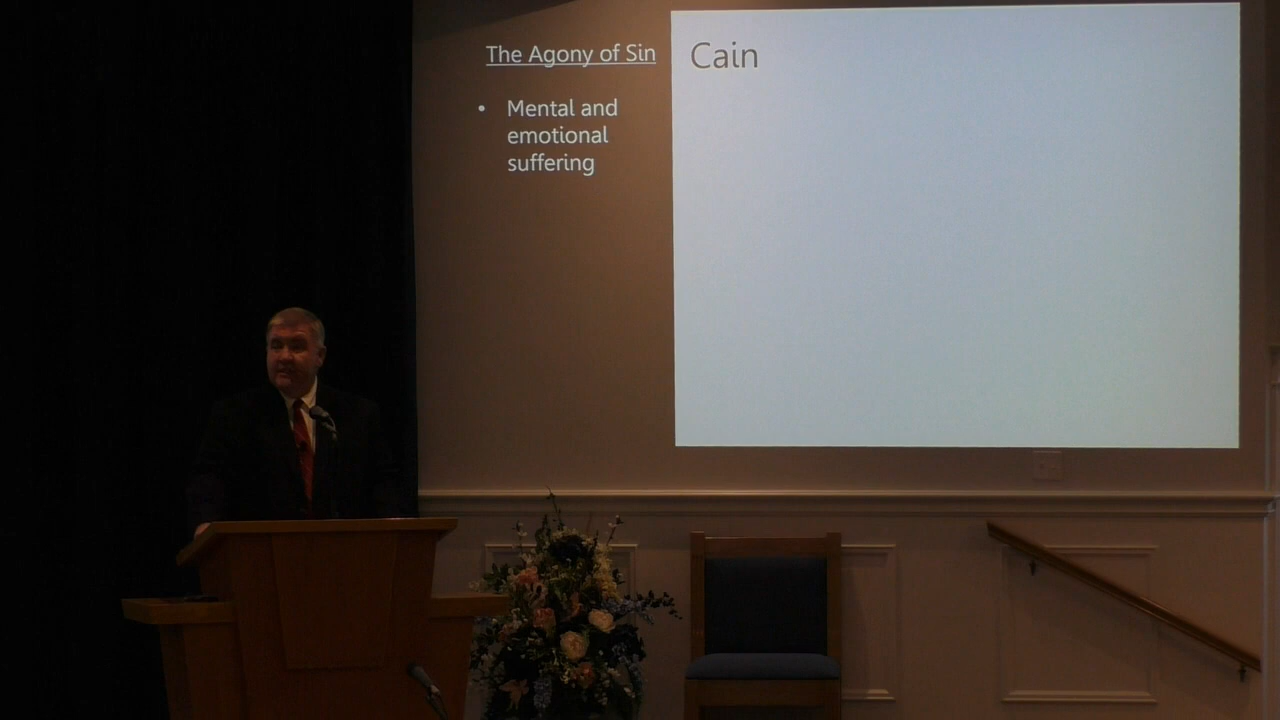 The Agony of Sin
• Mental and
emotional
suffering
Cain